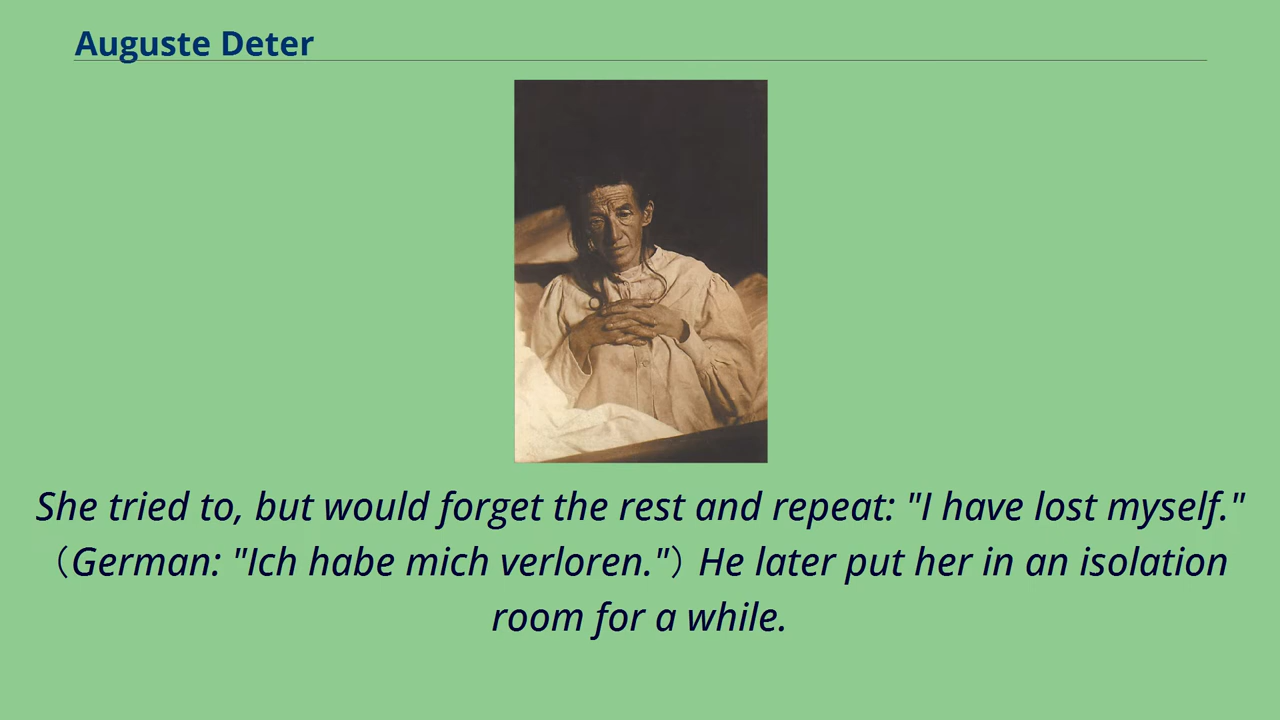 Auguste Deter
She tried to, but would forget the rest and repeat: "I have lost myself."
（German: "Ich habe mich verloren."）He later put her in an isolation
room for a while.